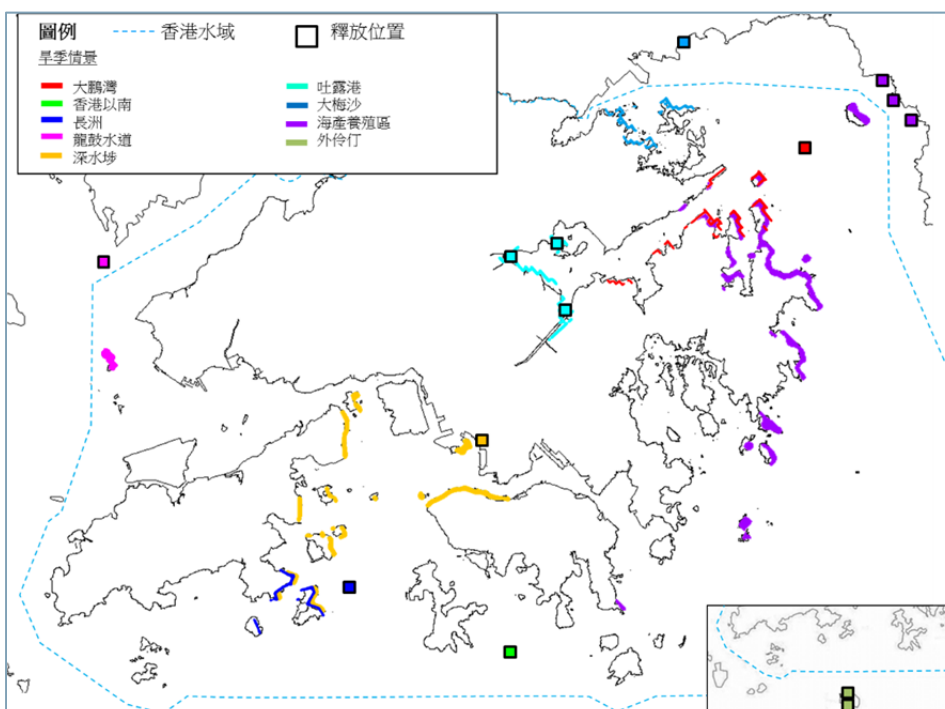 圖例 香港水域 釋放位置
旱季情景
大鵬灣
香港以南
長洲
龍鼓水道
深水埗
吐露港
大梅沙
海產養殖區
外伶仃